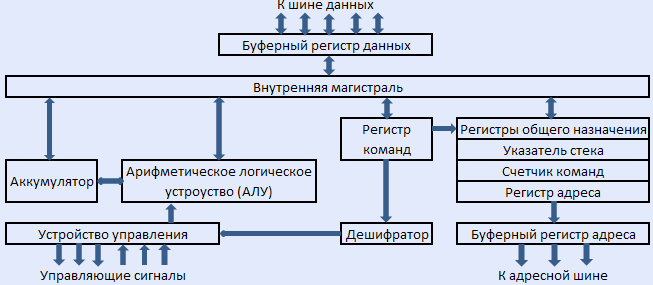 К шине данных
Буферный регистр данных
Внутренняя магистраль
Регистр
команд
Регистры общего назначения
Указатель стека
Счетчик команд
Регистр адреса
Аккумулятор
Арифметическое логическое
устроуство (АЛУ)
Устройство управления
Дешифратор
Буферный регистр адреса
Управляющие сигналы
К адресной шине